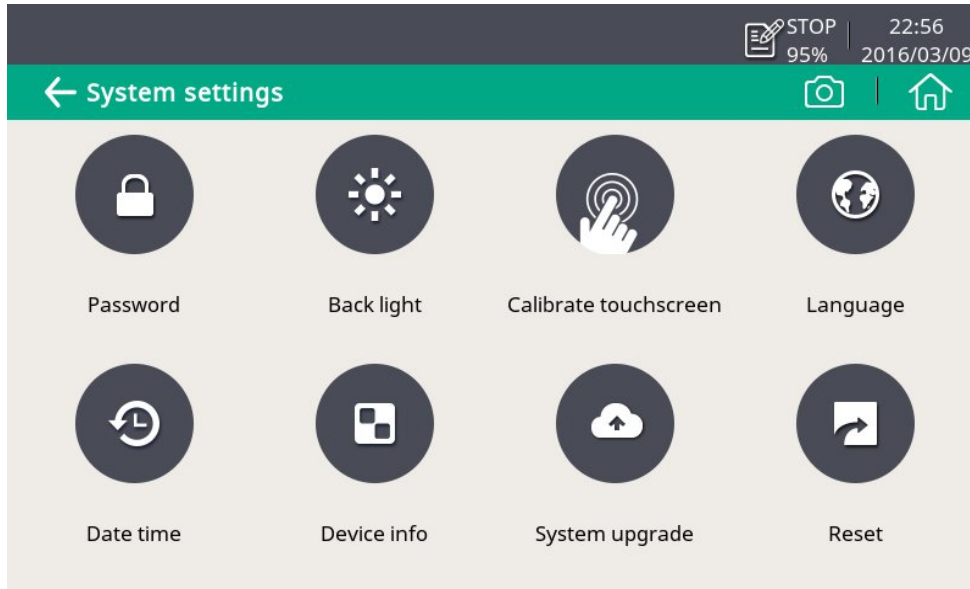 STOP 22:56
95% 2016/03/09
System settings
Password Back light Calibrate touchscreen Language
Date time Device info System upgrade Reset